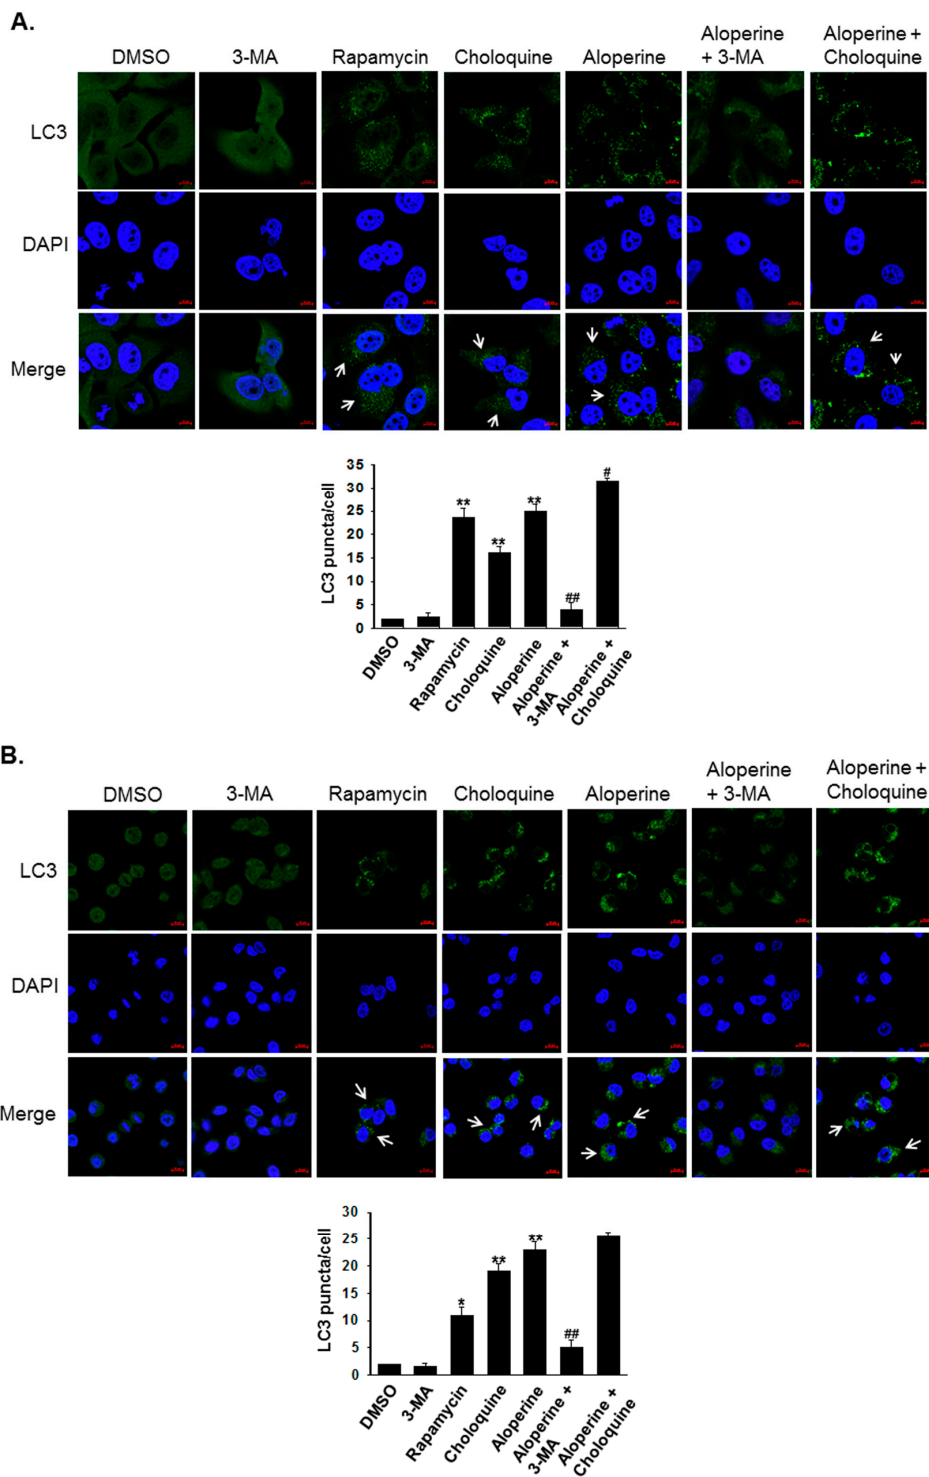 A.
DMSO 3-MA Rapamycin Choloquine Aloperine Aloperine + 3-MA Aloperine + Choloquine
LC3
DAPI
Merge
LC3 puncta/cell
35
30
25
20
15
10
5
0
** ** ** ## #
DMSO
3-MA
Rapamycin
Choloquine
Aloperine
Aloperine +
3-MA
Aloperine +
Choloquine
B.
DMSO 3-MA Rapamycin Choloquine Aloperine Aloperine + 3-MA Aloperine + Choloquine
LC3
DAPI
Merge
LC3 puncta/cell
30
25
20
15
10
5
0
* ** ** ##
DMSO
3-MA
Rapamycin
Choloquine
Aloperine
Aloperine +
3-MA
Aloperine +
Choloquine